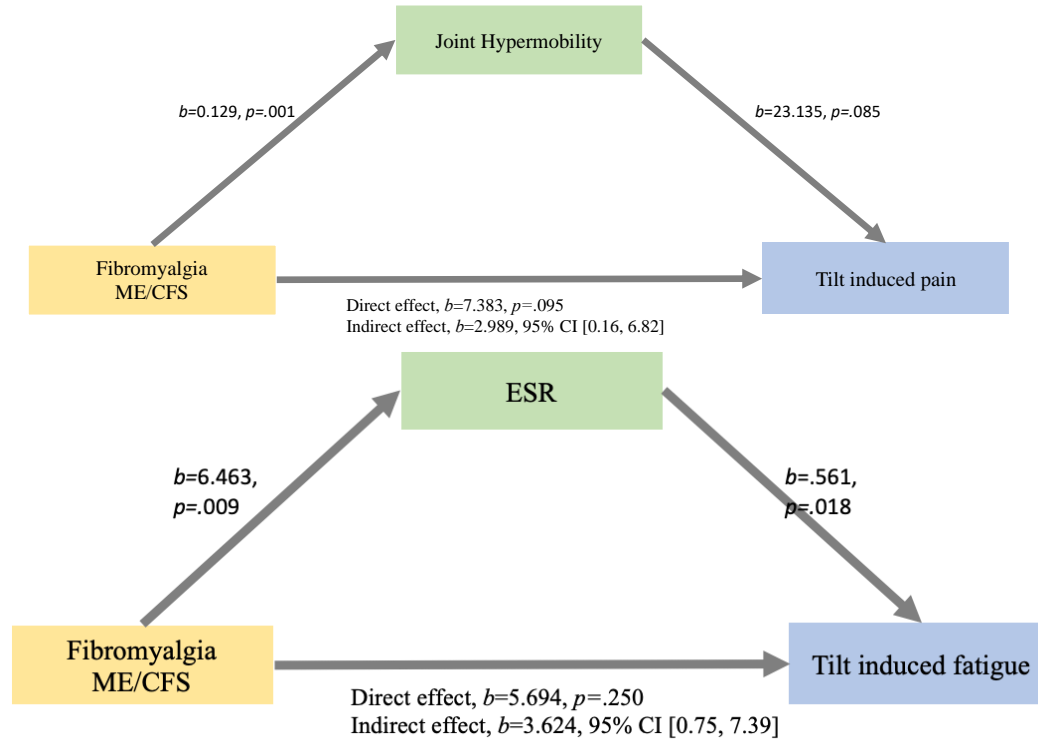 Joint Hypermobility
b=0.129, p=.001
b=23.135, p=.085
Fibromyalgia
ME/CFS
Tilt induced pain
Direct effect, b=7.383, p=.095
Indirect effect, b=2.989, 95% CI [0.16, 6.82]
ESR
b=6.463,
p=.009
b=.561,
p=.018
Fibromyalgia
ME/CFS
Tilt induced fatigue
Direct effect, b=5.694, p=.250
Indirect effect, b=3.624, 95% CI [0.75, 7.39]